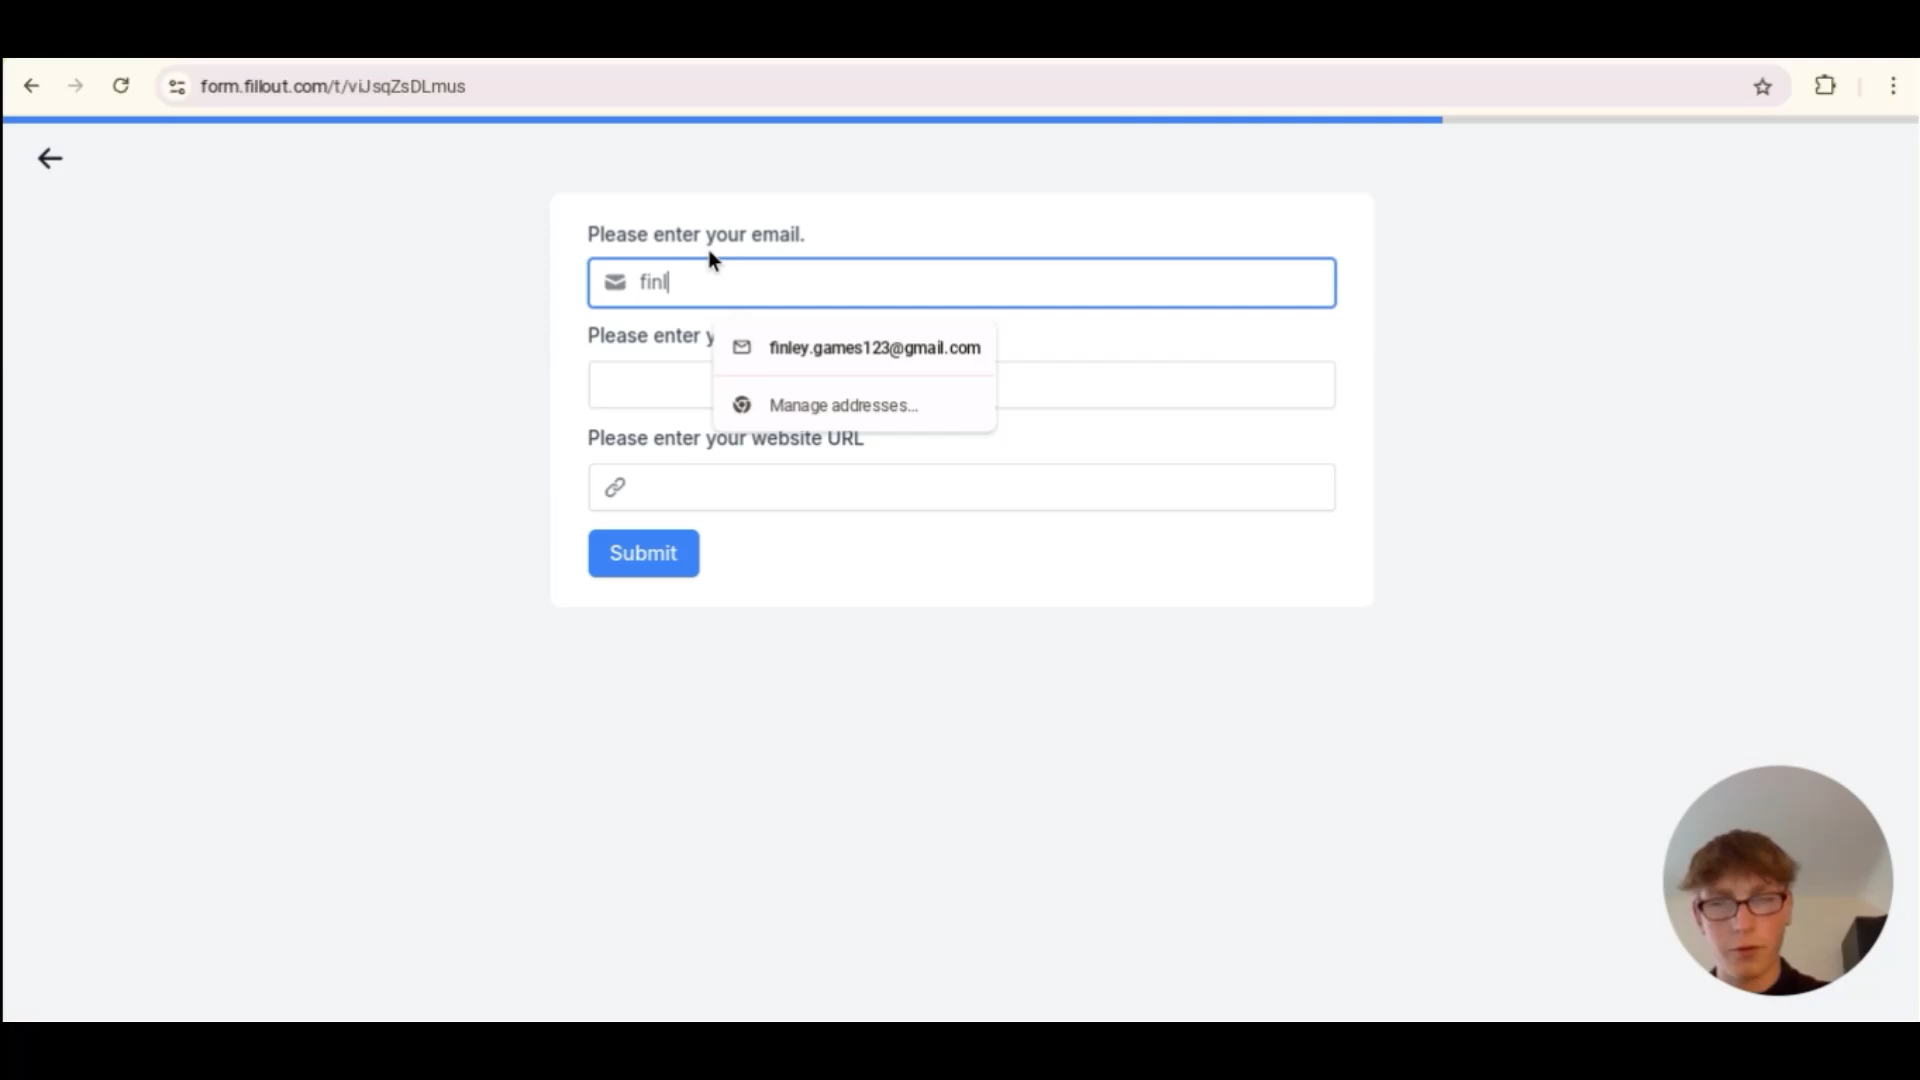 form.fillout.com/t/viJsqZsDLmus
Please enter your email.
finl
Please enter y
finley.games123@gmail.com
Manage addresses...
Please enter your website URL
Submit